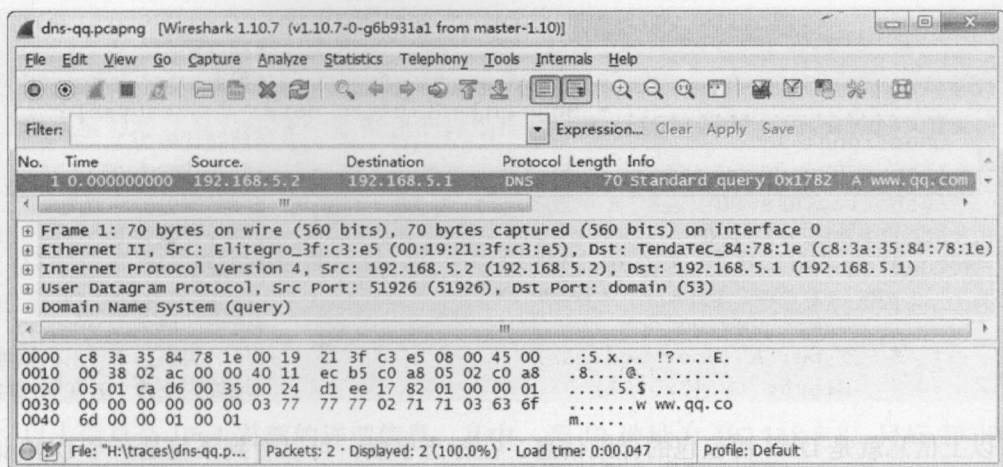 dns-qq.pcapng [Wireshark 1.10.7 (v1.10.7-0-g6b931a1 from master-1.10)]
File Edit View Go Capture Analyze Statistics Telephony Tools Internals Help
Filter: Expression... Clear Apply Save
No. Time Source. Destination Protocol Length Info
1 0.000000000 192.168.5.2 192.168.5.1 DNS 70 Standard query 0x1782 A www.qq.com
Frame 1: 70 bytes on wire (560 bits), 70 bytes captured (560 bits) on interface 0
Ethernet II, Src: Elitegro_3f:c3:e5 (00:19:21:3f:c3:e5), Dst: TendaTec_84:78:1e (c8:3a:35:84:78:1e)
Internet Protocol Version 4, Src: 192.168.5.2 (192.168.5.2), Dst: 192.168.5.1 (192.168.5.1)
User Datagram Protocol, Src Port: 51926 (51926), Dst Port: domain (53)
Domain Name System (query)
0000 c8 3a 35 84 78 1e 00 19 21 3f c3 e5 08 00 45 00 .:5.x... !?....E.
0010 00 38 02 ac 00 00 40 11 ec b5 c0 a8 05 02 c0 a8 .8....@. ........
0020 05 01 ca d6 00 35 00 24 d1 ee 17 82 01 00 00 01 .....5.$ ........
0030 00 00 00 00 00 00 03 77 77 77 02 71 71 03 63 6f .......w ww.qq.co
0040 6d 00 00 01 00 01 m.....
File: "H:\traces\dns-qq.p... Packets: 2 · Displayed: 2 (100.0%) · Load time: 0:00.047 Profile: Default